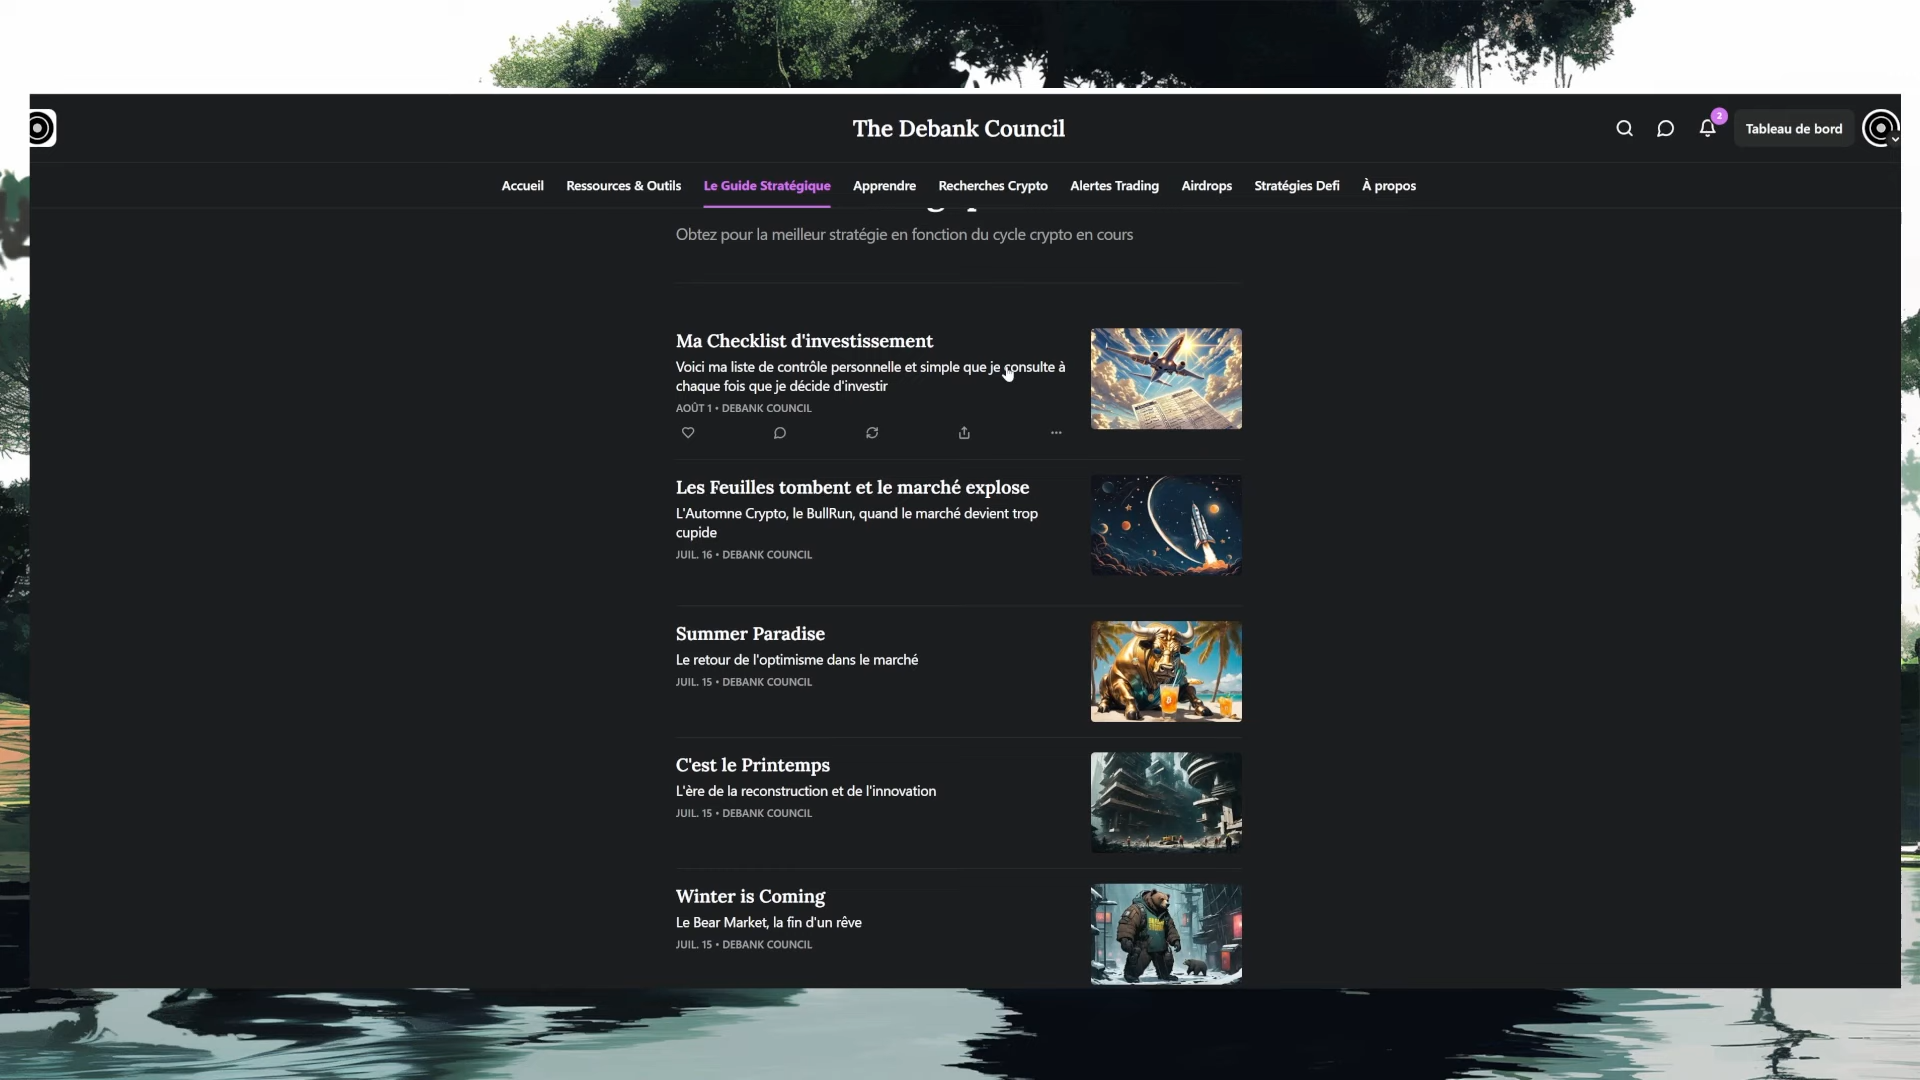 The Debank Council
2
Tableau de bord
Accueil Ressources & Outils Le Guide Stratégique Apprendre Recherches Crypto Alertes Trading Airdrops Stratégies Defi À propos
Obtez pour la meilleur stratégie en fonction du cycle crypto en cours
Ma Checklist d'investissement
Voici ma liste de contrôle personnelle et simple que je consulte à
chaque fois que je décide d'investir
AOÛT 1 • DEBANK COUNCIL
Les Feuilles tombent et le marché explose
L'Automne Crypto, le BullRun, quand le marché devient trop
cupide
JUIL. 16 • DEBANK COUNCIL
Summer Paradise
Le retour de l'optimisme dans le marché
JUIL. 15 • DEBANK COUNCIL
C'est le Printemps
L'ère de la reconstruction et de l'innovation
JUIL. 15 • DEBANK COUNCIL
Winter is Coming
Le Bear Market, la fin d'un rêve
JUIL. 15 • DEBANK COUNCIL